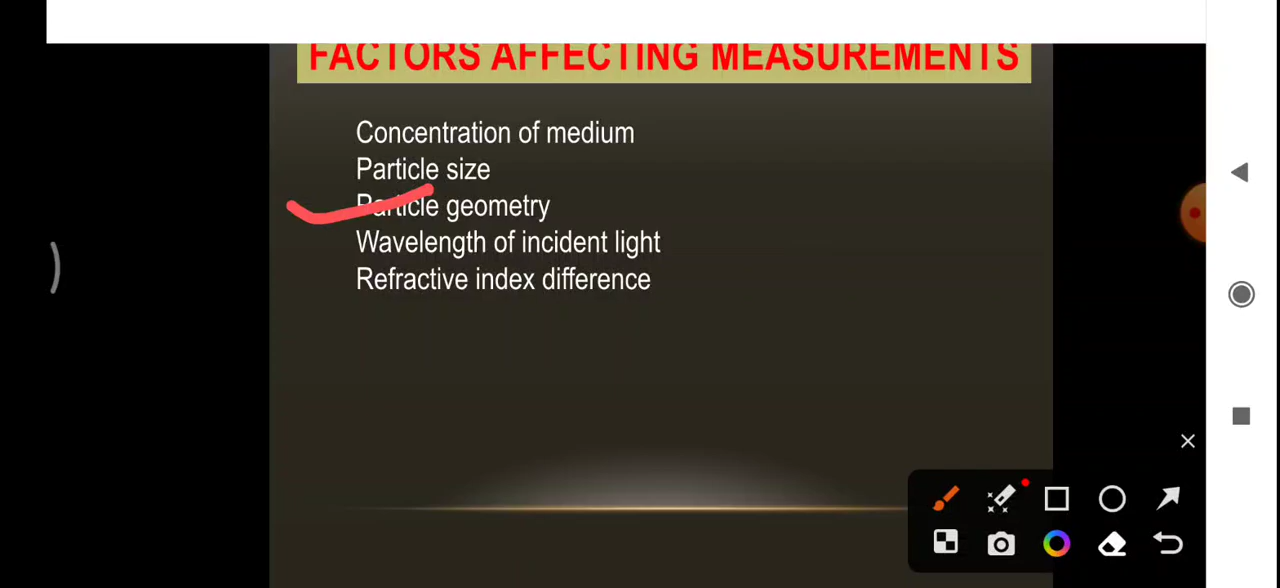 FACTORS AFFECTING MEASUREMENTS
Concentration of medium
Particle size
Particle geometry
Wavelength of incident light
Refractive index difference